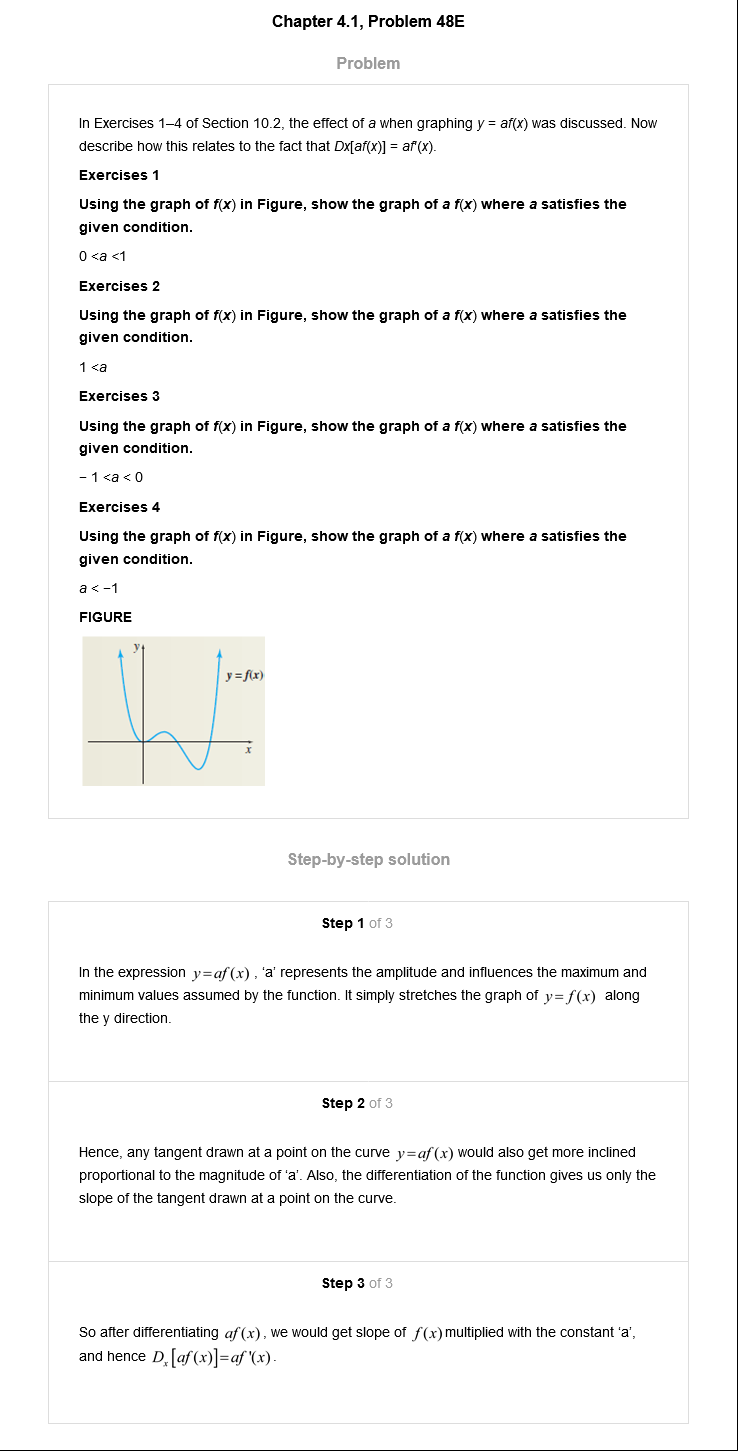 Chapter 4.1, Problem 48E
Problem
In Exercises 1–4 of Section 10.2, the effect of a when graphing y = af(x) was discussed. Now
describe how this relates to the fact that Dx[af(x)] = af′(x).
Exercises 1
Using the graph of f(x) in Figure, show the graph of a f(x) where a satisfies the
given condition.
0 <a <1
Exercises 2
Using the graph of f(x) in Figure, show the graph of a f(x) where a satisfies the
given condition.
1 <a
Exercises 3
Using the graph of f(x) in Figure, show the graph of a f(x) where a satisfies the
given condition.
– 1 <a < 0
Exercises 4
Using the graph of f(x) in Figure, show the graph of a f(x) where a satisfies the
given condition.
a < –1
FIGURE
y
y = f(x)
x
Step-by-step solution
Step 1 of 3
In the expression y=af(x) , 'a' represents the amplitude and influences the maximum and
minimum values assumed by the function. It simply stretches the graph of y=f(x) along
the y direction.
Step 2 of 3
Hence, any tangent drawn at a point on the curve y=af(x) would also get more inclined
proportional to the magnitude of 'a'. Also, the differentiation of the function gives us only the
slope of the tangent drawn at a point on the curve.
Step 3 of 3
So after differentiating af(x), we would get slope of f(x) multiplied with the constant 'a',
and hence Dₓ[af(x)]=af'(x).